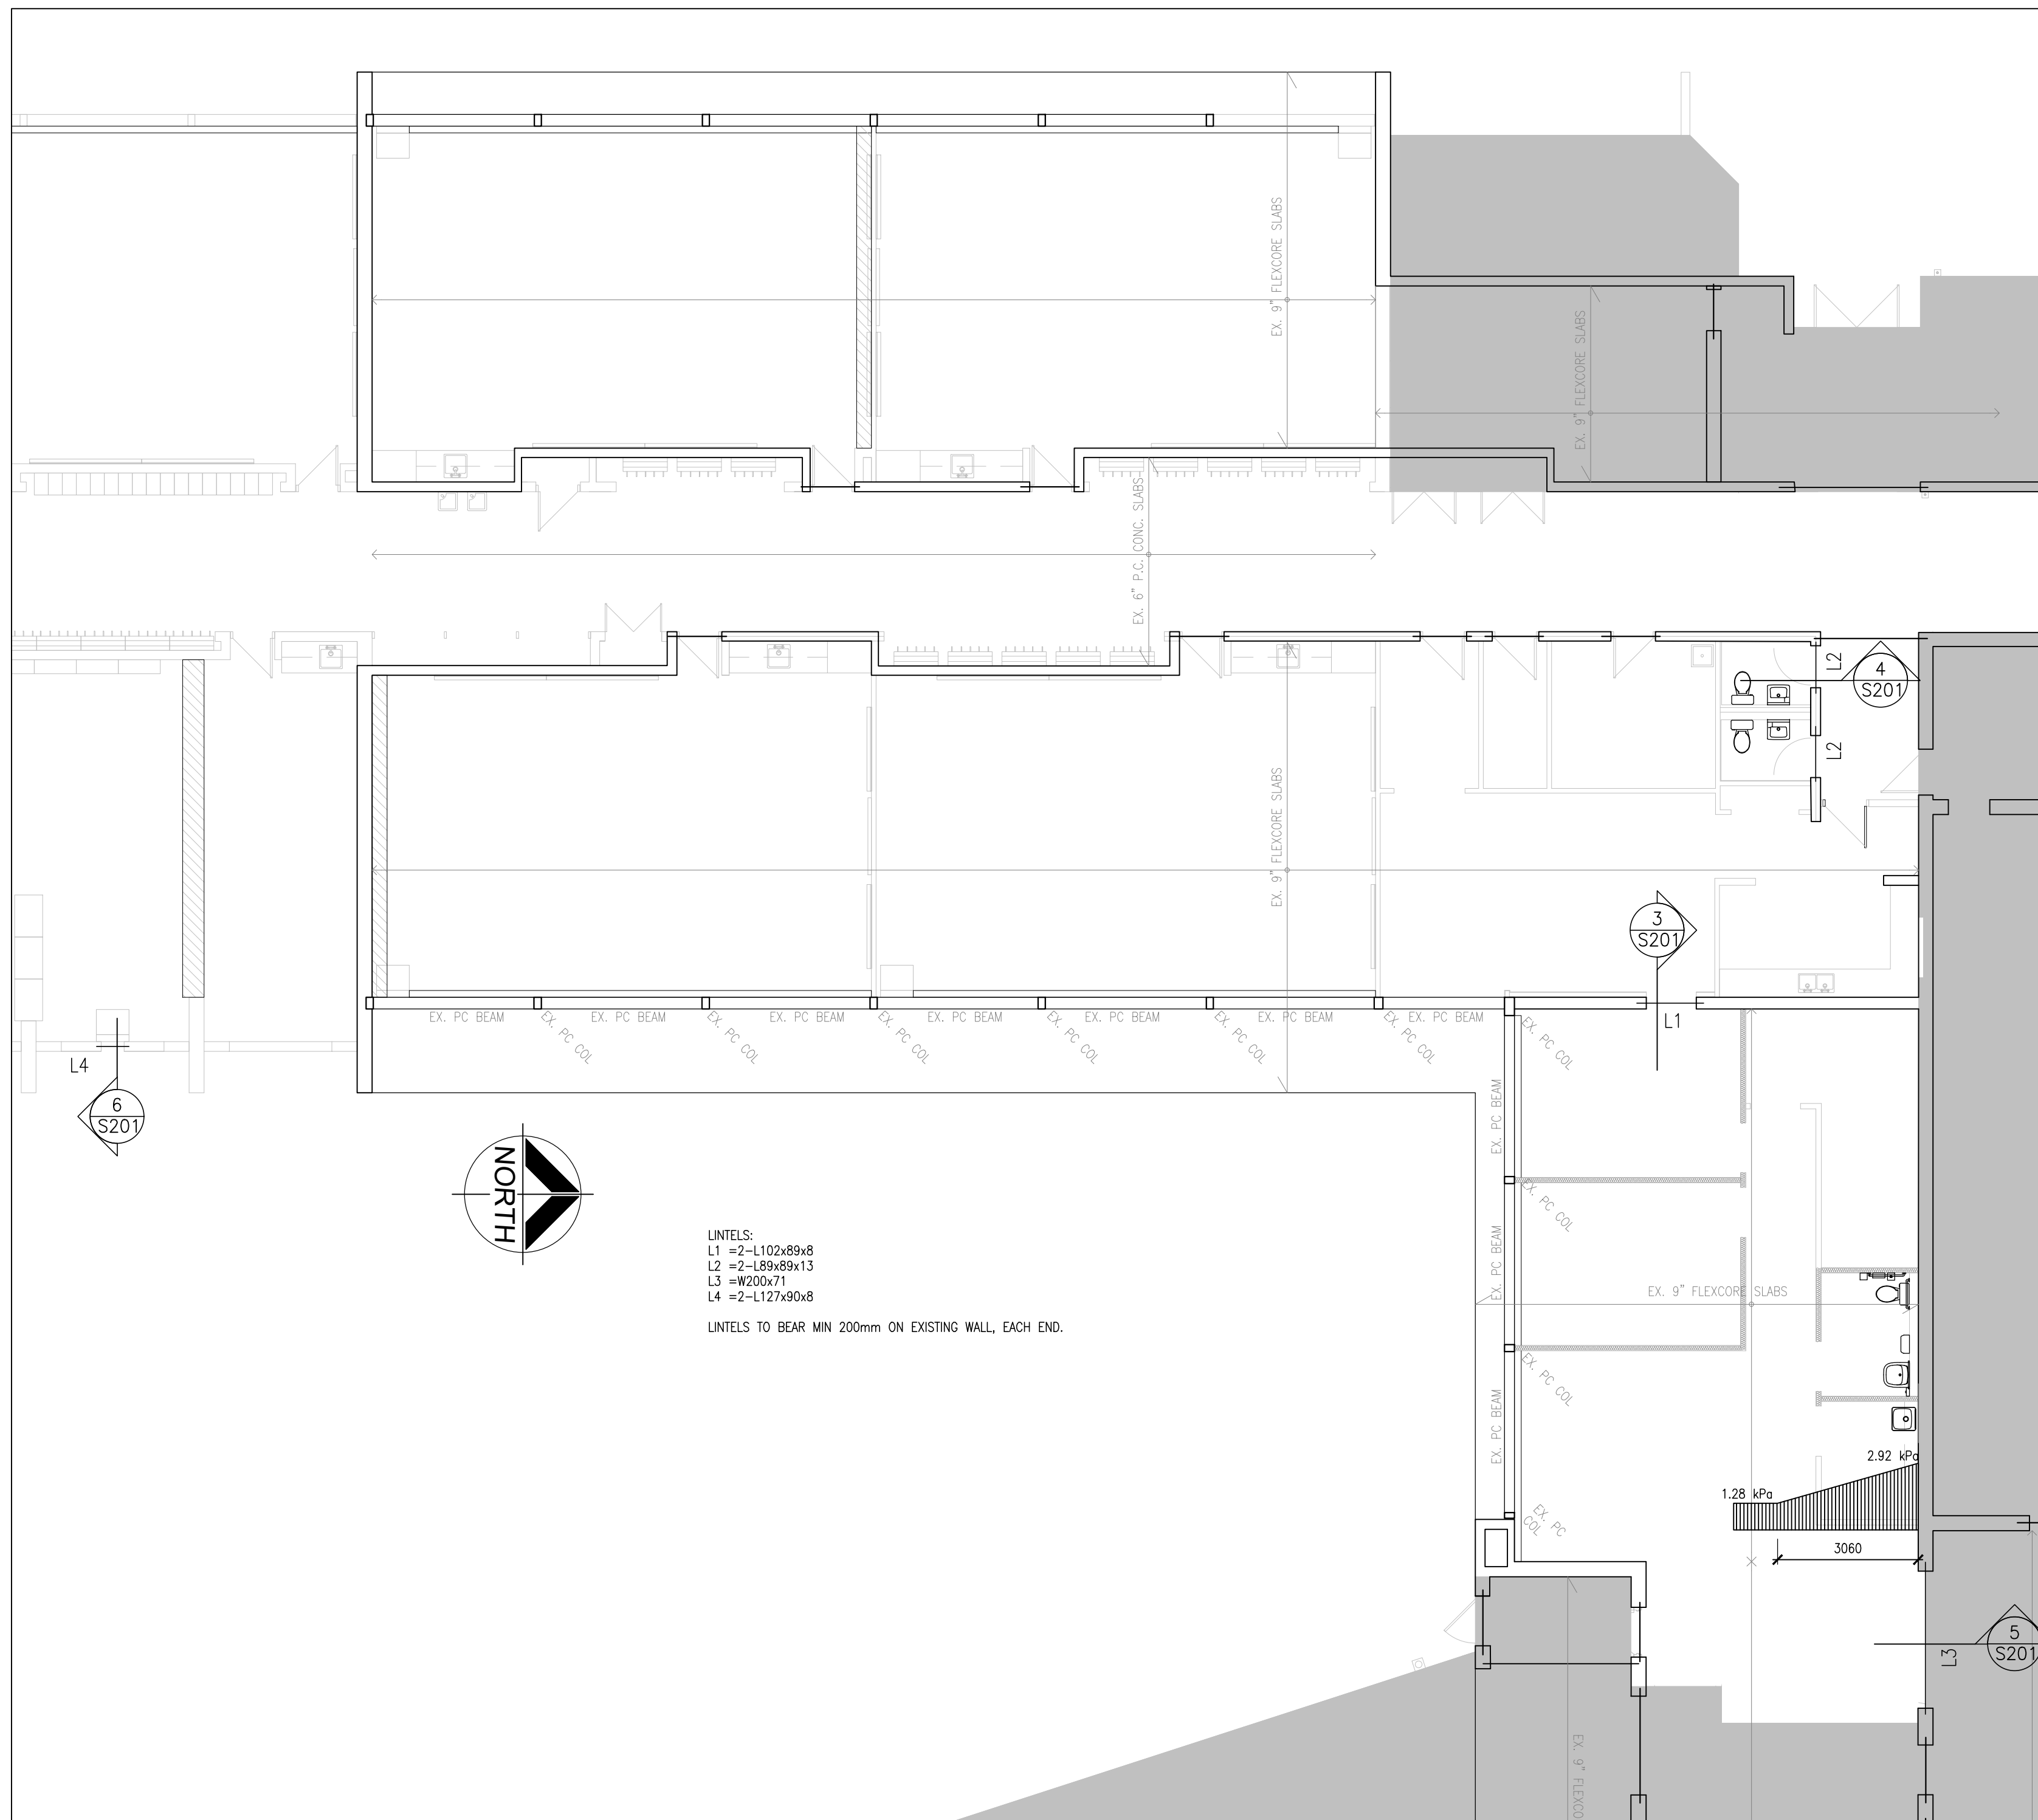 EX. 9" FLEXCORE SLABS
EX. 9" FLEXCORE SLABS
EX. 6" P.C. CONC. SLABS
L2
4
S201
L2
EX. 9" FLEXCORE SLABS
3
S201
L1
EX. PC BEAM
EX. PC BEAM
EX. PC BEAM
EX. PC BEAM
EX. PC BEAM
EX. PC BEAM
EX. PC BEAM
EX. PC COL
EX. PC COL
EX. PC COL
EX. PC COL
EX. PC COL
EX. PC COL
EX. PC COL
L4
6
S201
EX. PC BEAM
NORTH
EX. PC COL
LINTELS:
L1 =2-L102x89x8
L2 =2-L89x89x13
L3 =W200x71
L4 =2-L127x90x8
LINTELS TO BEAR MIN 200mm ON EXISTING WALL, EACH END.
EX. PC BEAM
EX. 9" FLEXCORE SLABS
EX. PC COL
EX. PC BEAM
2.92 kPa
1.28 kPa
EX. PC
COL
3060
5
S201
L3
EX. 9" FLEXCO